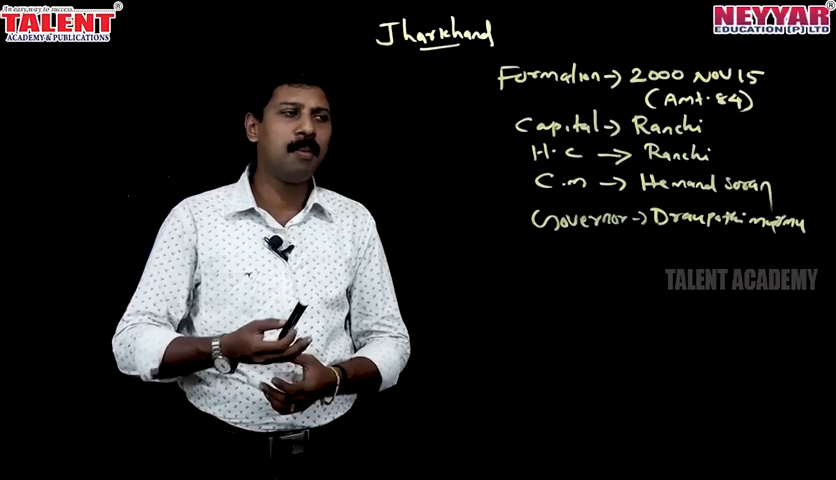 An easy way to success.......
TALENT®
ACADEMY & PUBLICATIONS
NEYYAR®
EDUCATION (P) LTD
Jharkhand
Formation → 2000 NOV 15
(Amt. 84)
Capital → Ranchi
H.C → Ranchi
C.M → Hemand Soran
Governor → Draupathi murmu
TALENT ACADEMY